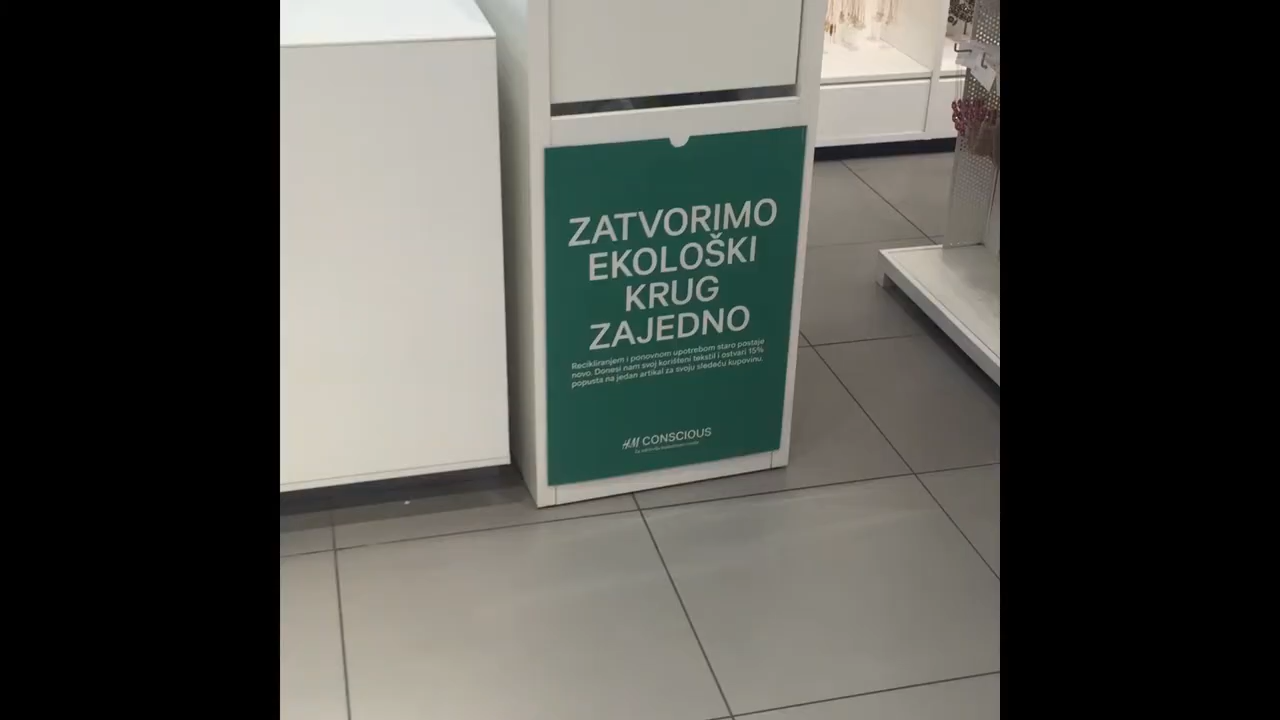 ZATVORIMO
EKOLOŠKI
KRUG
ZAJEDNO
Recikliranjem i ponovnom upotrebom staro postaje
novo. Donesi nam svoj korišteni tekstil i ostvari 15%
popusta na jedan artikal za svoju sledeću kupovinu.
H&M CONSCIOUS